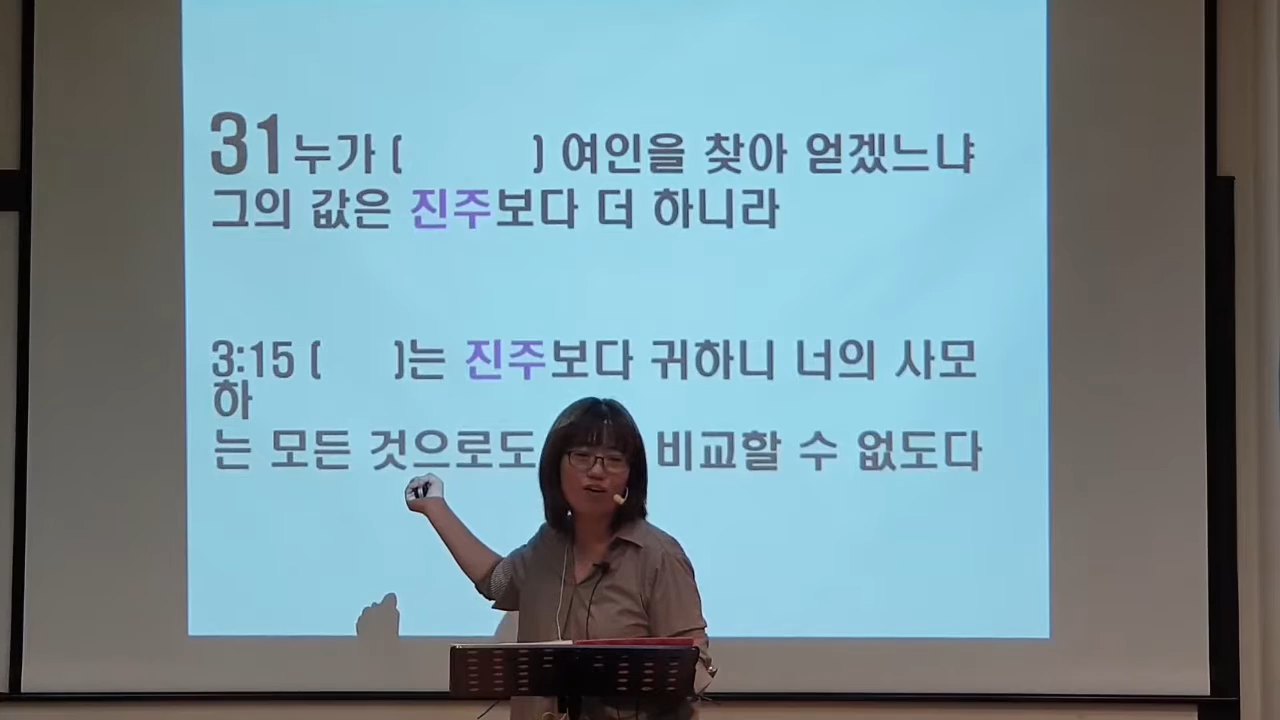 31누가 (          ) 여인을 찾아 얻겠느냐
그의 값은 진주보다 더 하니라
3:15 (     )는 진주보다 귀하니 너의 사모
하
는 모든 것으로도 비교할 수 없도다